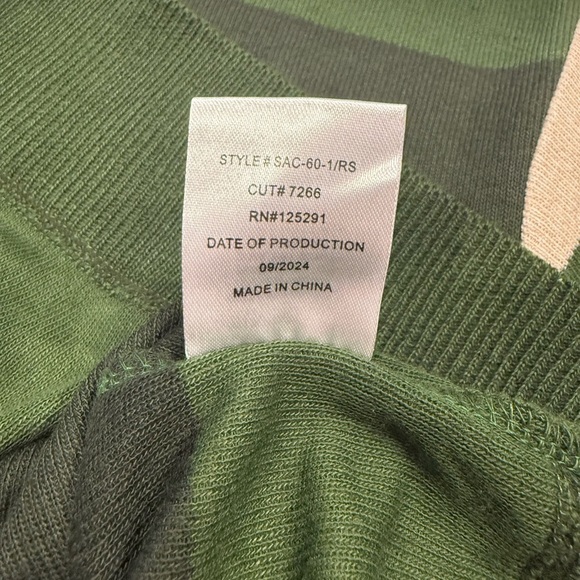 STYLE # SAC-60-1/RS
CUT# 7266
RN#125291
DATE OF PRODUCTION
09/2024
MADE IN CHINA